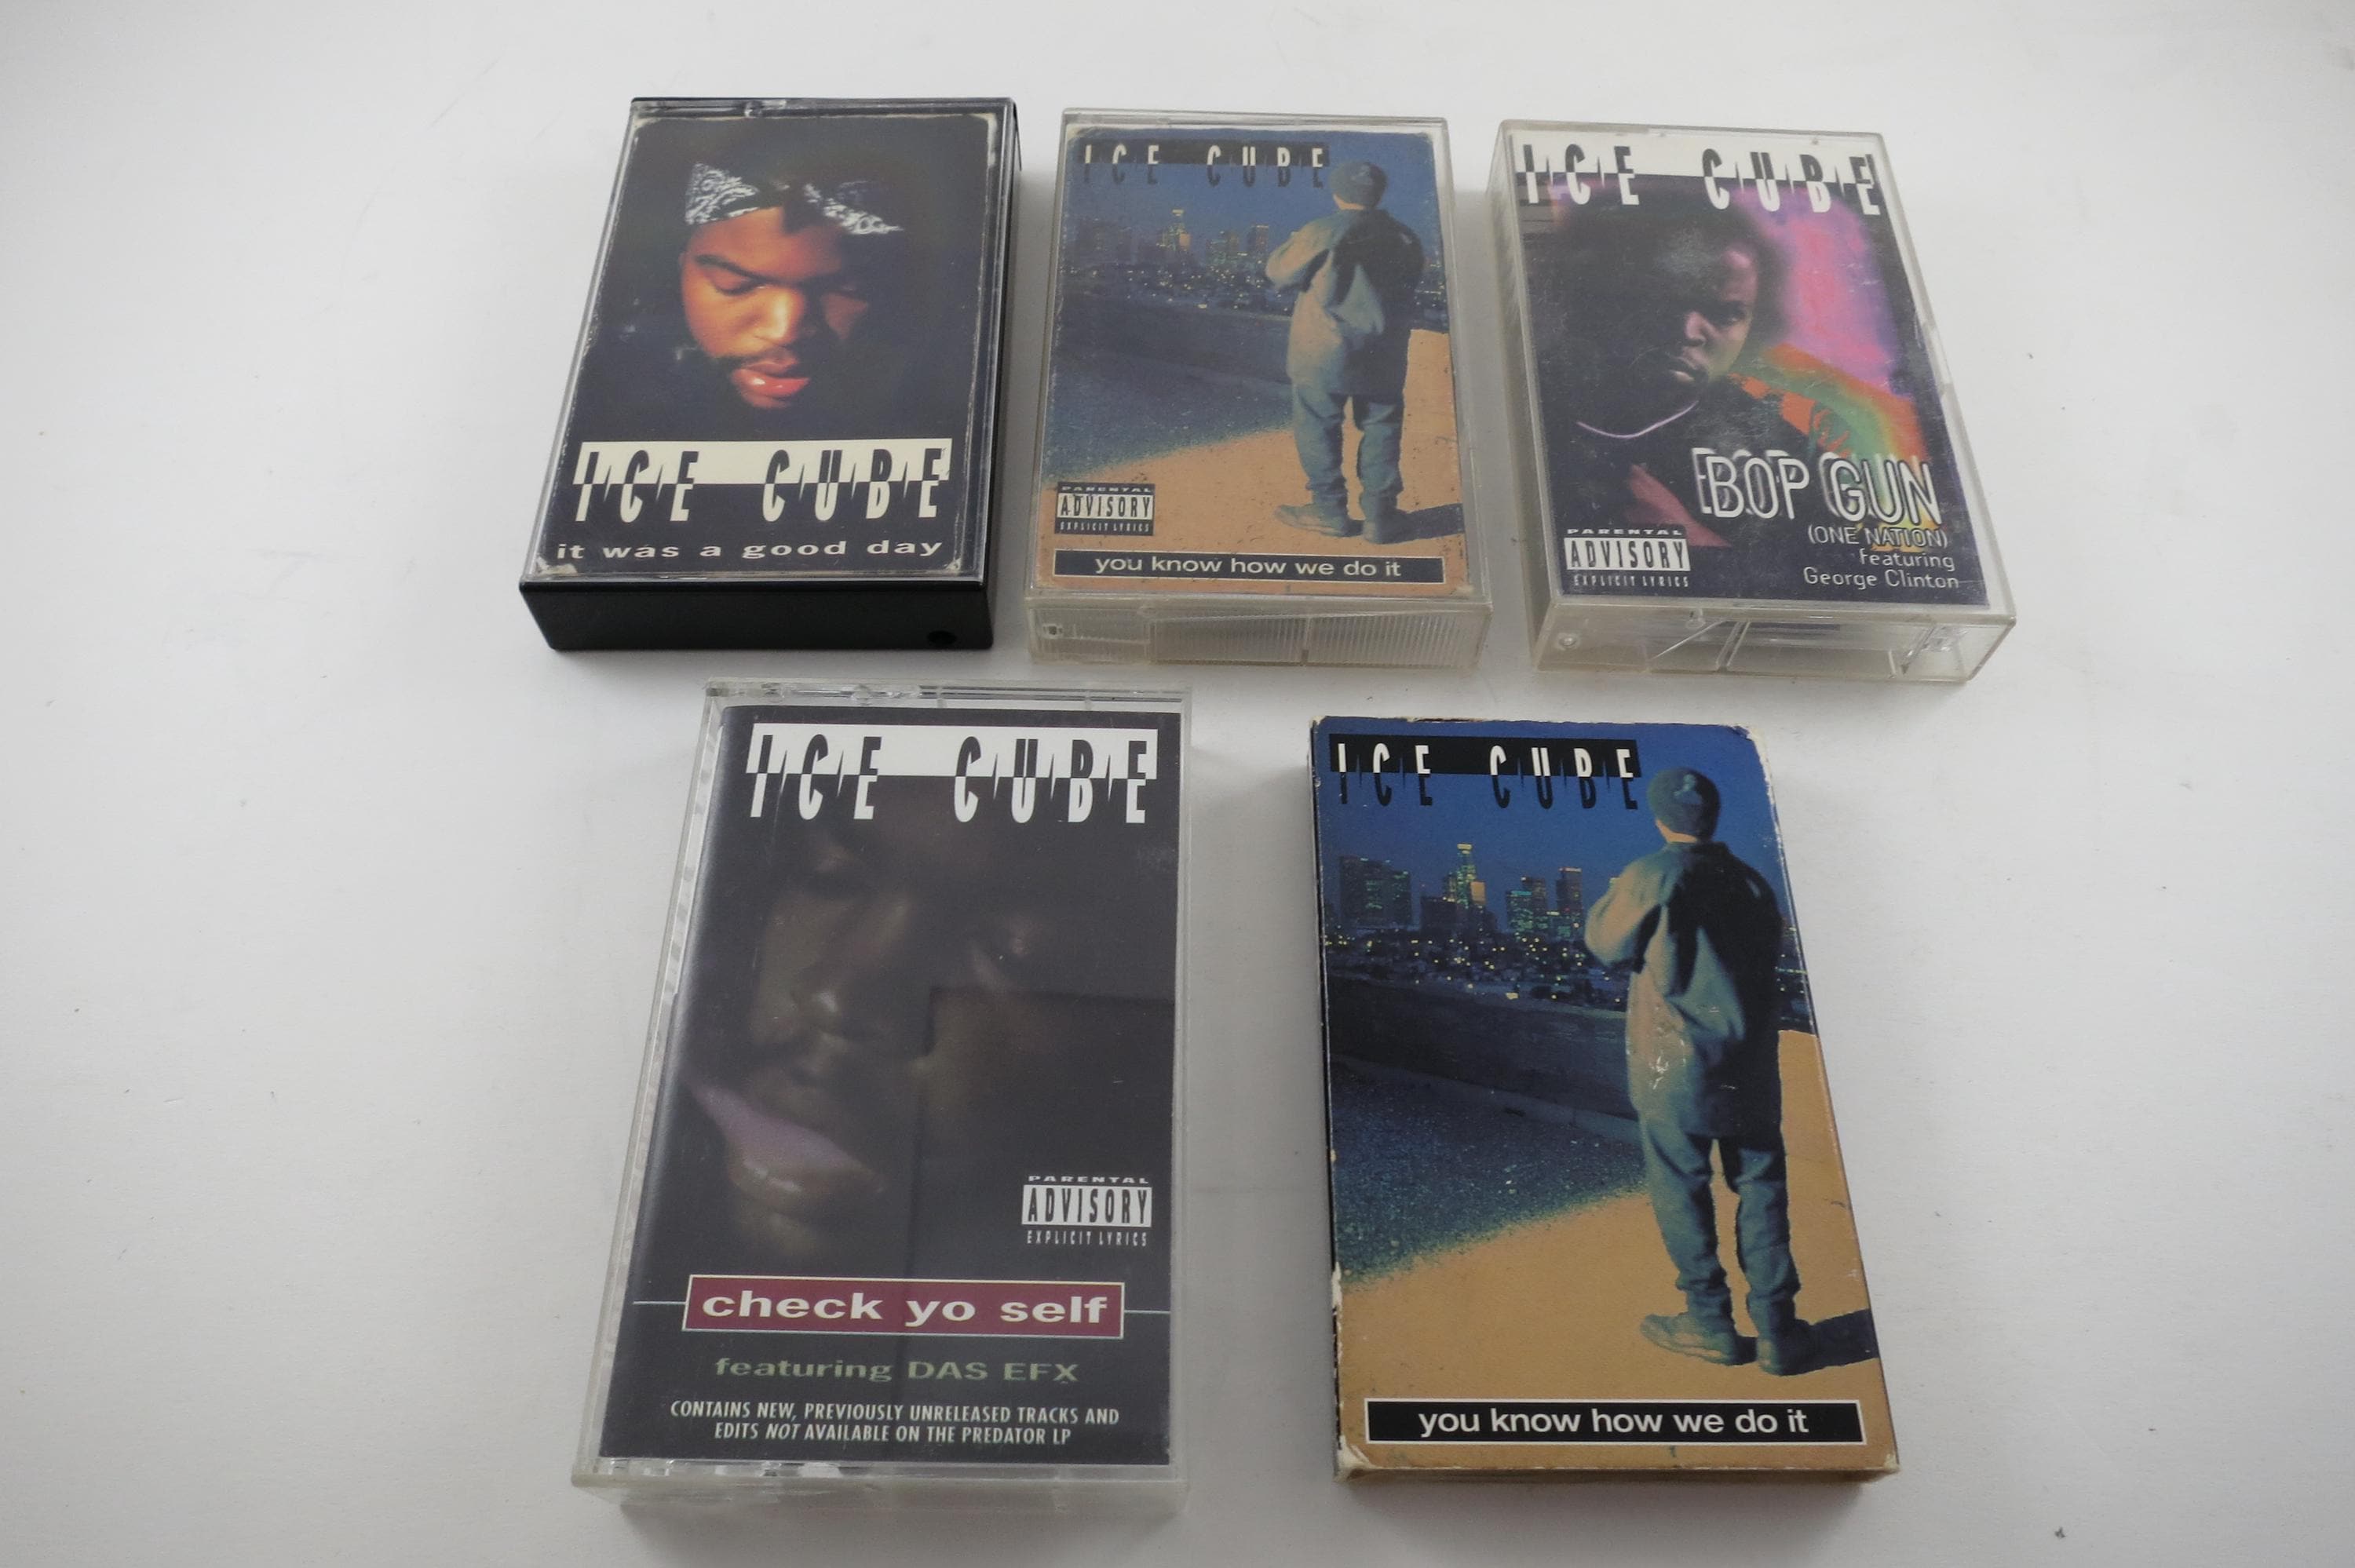 ICE CUBE
it was a good day
ICE CUBE
PARENTAL
ADVISORY
EXPLICIT LYRICS
you know how we do it
ICE CUBE
BOP GUN
(ONE NATION)
featuring
George Clinton
PARENTAL
ADVISORY
EXPLICIT LYRICS
ICE CUBE
PARENTAL
ADVISORY
EXPLICIT LYRICS
check yo self
featuring DAS EFX
CONTAINS NEW, PREVIOUSLY UNRELEASED TRACKS AND
EDITS NOT AVAILABLE ON THE PREDATOR LP
ICE CUBE
you know how we do it